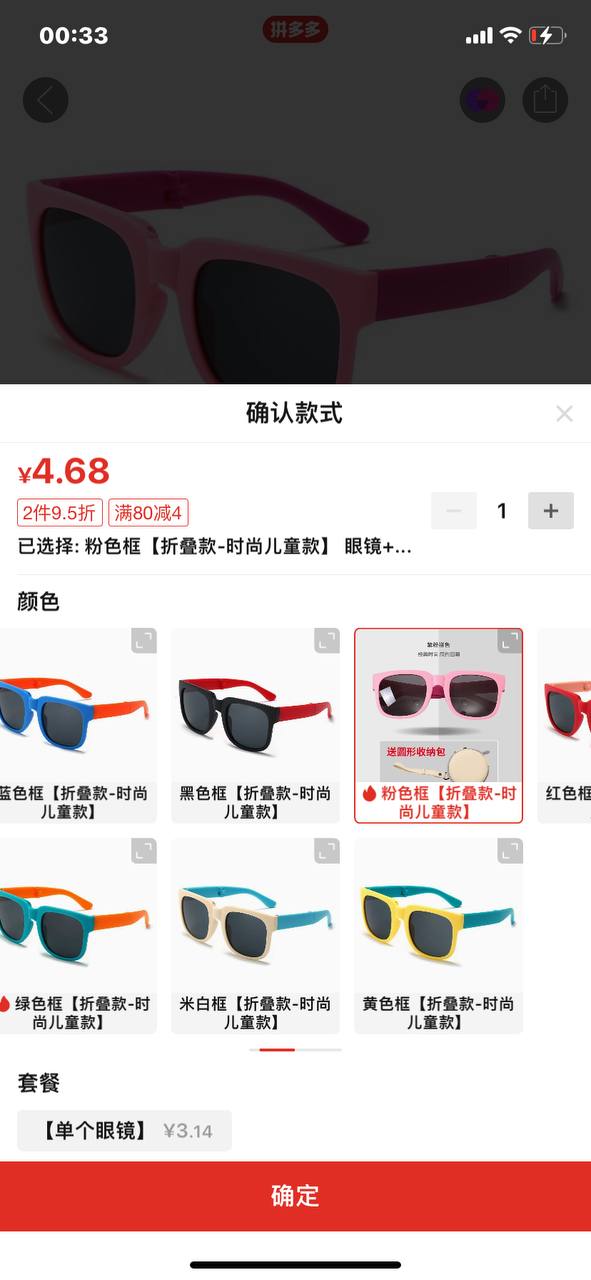 00:33
拼多多
确认款式
¥4.68
2件9.5折 满80减4
1
已选择: 粉色框【折叠款-时尚儿童款】 眼镜+...
颜色
送圆形收纳包
蓝色框【折叠款-时尚
儿童款】
黑色框【折叠款-时尚
儿童款】
粉色框【折叠款-时
尚儿童款】
红色框
绿色框【折叠款-时
尚儿童款】
米白框【折叠款-时尚
儿童款】
黄色框【折叠款-时尚
儿童款】
套餐
【单个眼镜】 ¥3.14
确定